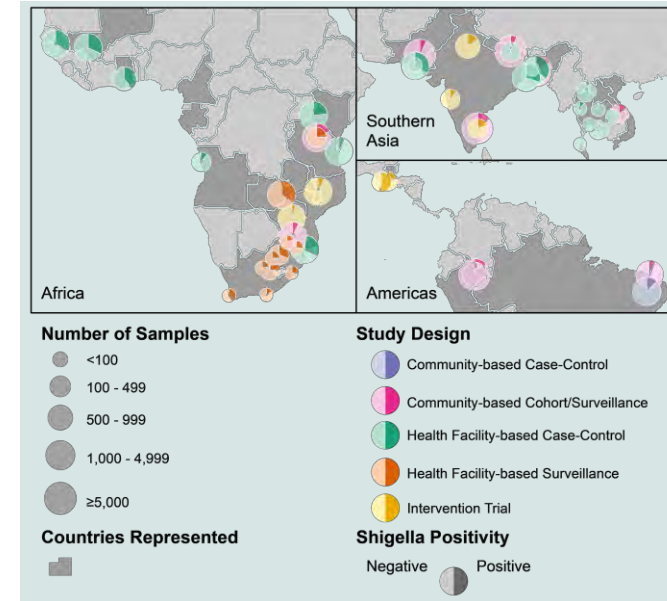 Africa
Southern
Asia
Americas
Number of Samples
<100
100 - 499
500 - 999
1,000 - 4,999
≥5,000
Countries Represented
Study Design
Community-based Case-Control
Community-based Cohort/Surveillance
Health Facility-based Case-Control
Health Facility-based Surveillance
Intervention Trial
Shigella Positivity
Negative Positive